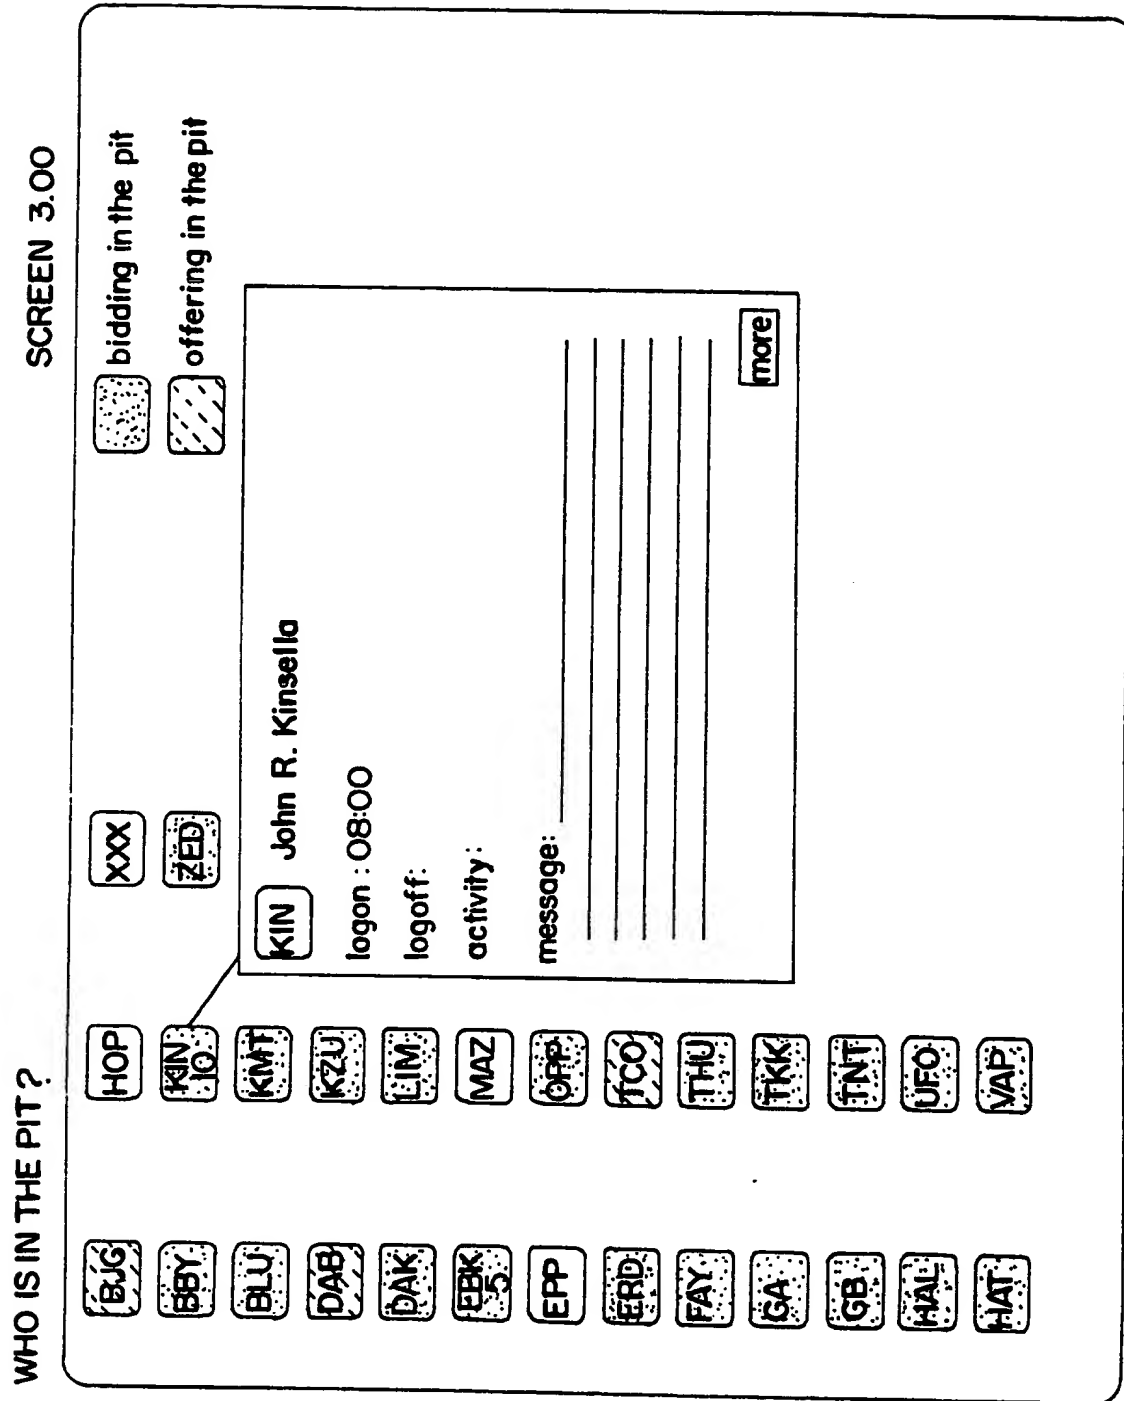 WHO IS IN THE PIT?
SCREEN 3.00
BJG
BBY
BLU
DAB
DAK
EBK
5
EPP
ERD
FAY
GA
GB
HAL
HAT
HOP
KIN
10
KMT
KZU
LIM
MAZ
OPP
TCO
THU
TKK
TNT
UFO
VAP
XXX
ZED
bidding in the pit
offering in the pit
KIN John R. Kinsella
logon : 08:00
logoff:
activity:
message:
more